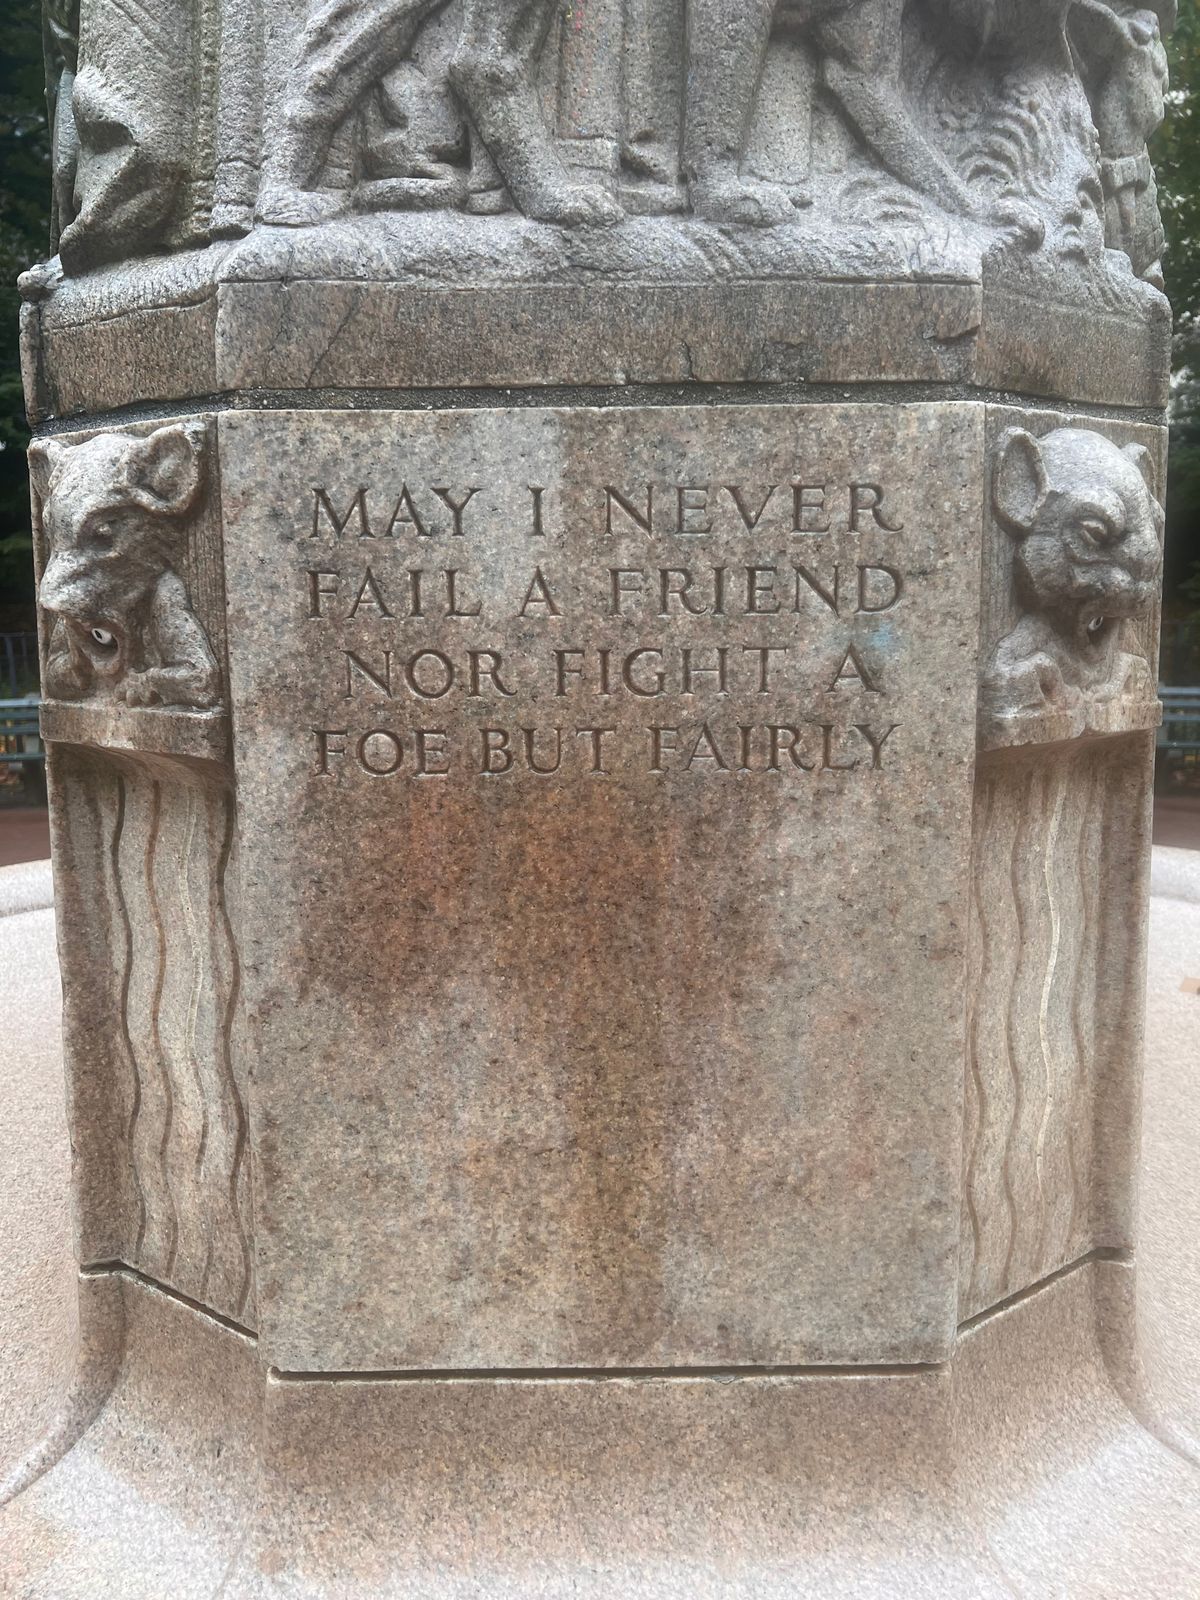 MAY I NEVER
FAIL A FRIEND
NOR FIGHT A
FOE BUT FAIRLY